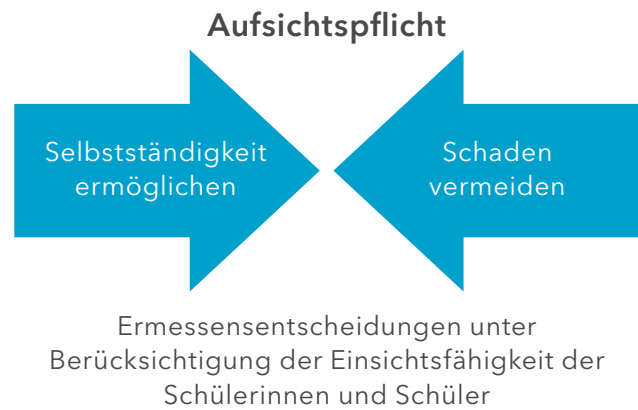 Aufsichtspflicht
Selbstständigkeit
ermöglichen
Schaden
vermeiden
Ermessensentscheidungen unter
Berücksichtigung der Einsichtsfähigkeit der
Schülerinnen und Schüler